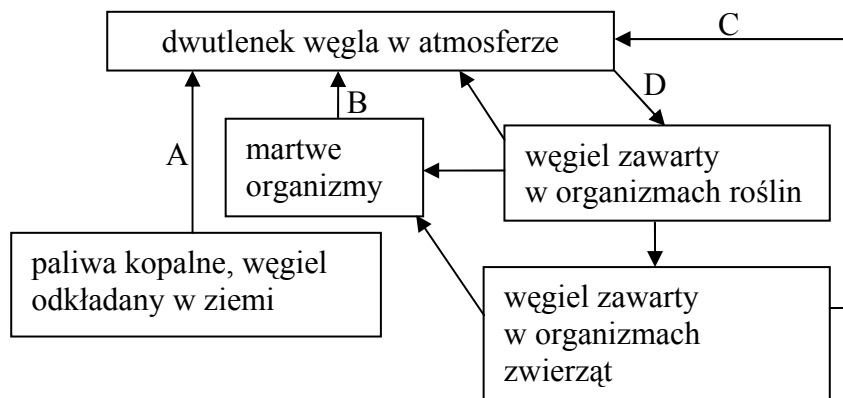 dwutlenek węgla w atmosferze
C
D
B
A
martwe
organizmy
węgiel zawarty
w organizmach roślin
paliwa kopalne, węgiel
odkładany w ziemi
węgiel zawarty
w organizmach
zwierząt